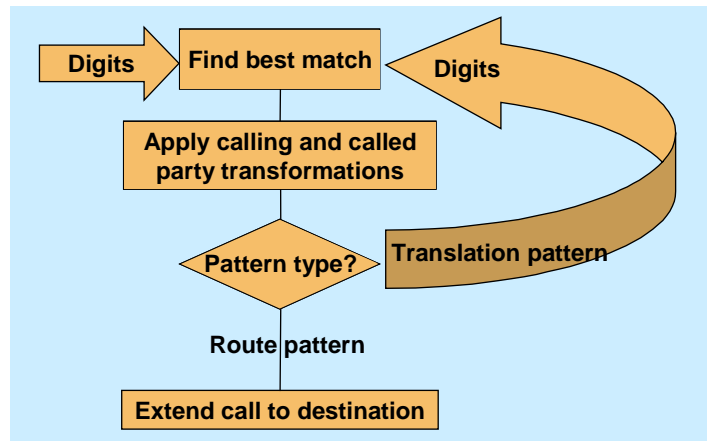 Digits
Find best match
Digits
Apply calling and called
party transformations
Pattern type?
Translation pattern
Route pattern
Extend call to destination